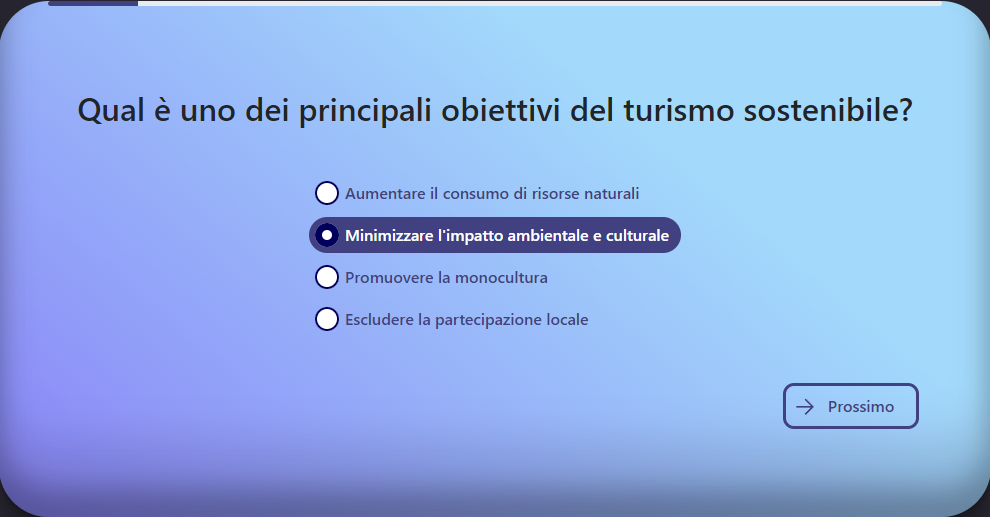 Qual è uno dei principali obiettivi del turismo sostenibile?
Aumentare il consumo di risorse naturali
Minimizzare l'impatto ambientale e culturale
Promuovere la monocultura
Escludere la partecipazione locale
Prossimo